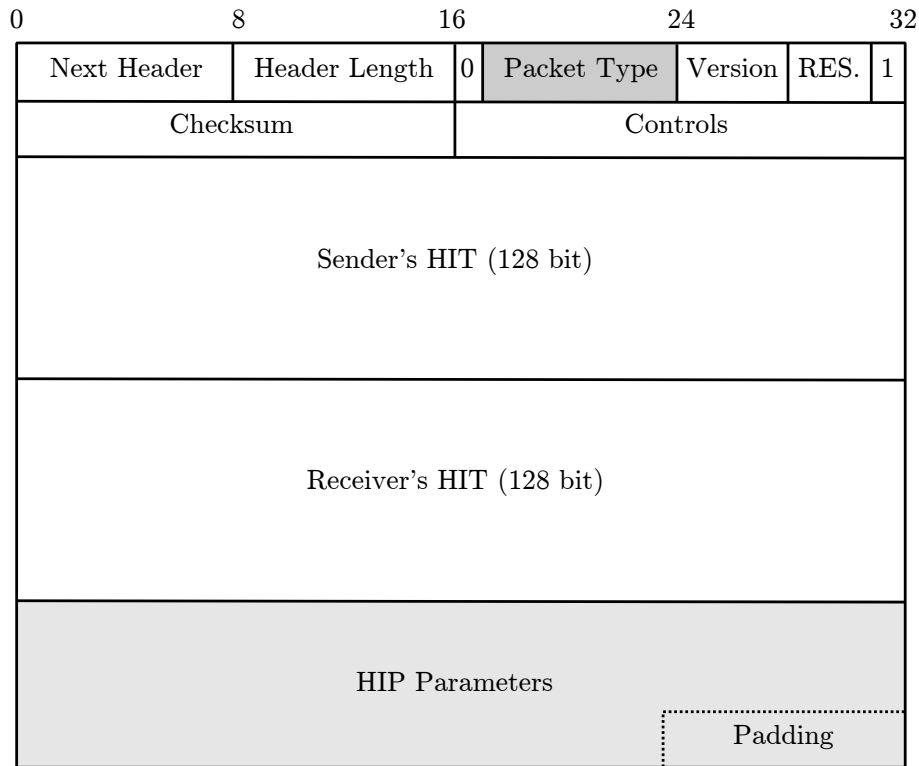 0 8 16 24 32
Next Header Header Length 0 Packet Type Version RES. 1
Checksum Controls
Sender's HIT (128 bit)
Receiver's HIT (128 bit)
HIP Parameters
Padding